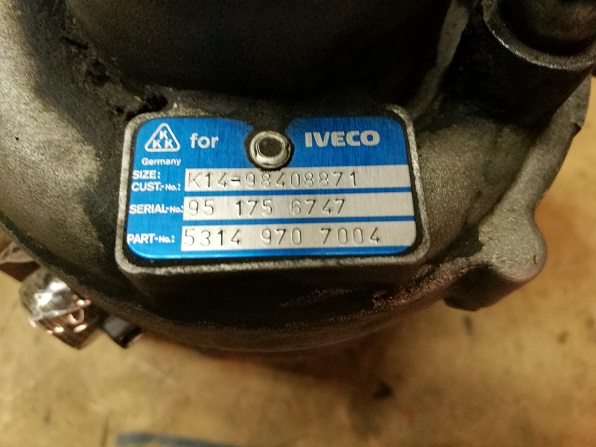 KKK for IVECO
Germany
SIZE:
CUST.-No.: K14-98408871
SERIAL-No: 95 175 6747
PART-No.: 5314 970 7004